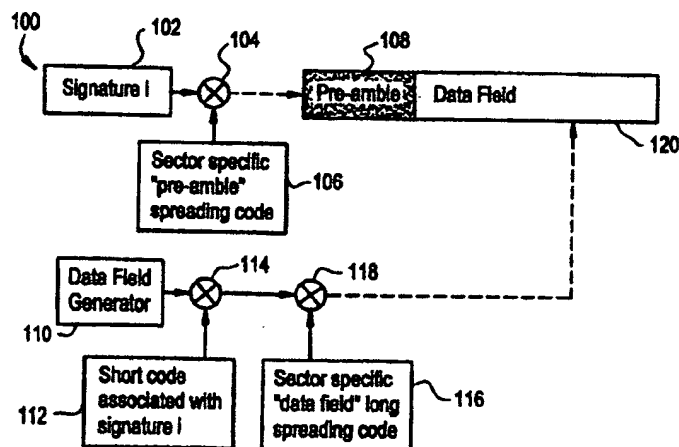 100
102
104
108
Signature i
Pre-amble
Data Field
120
Sector specific
"pre-amble"
spreading code
106
114
118
Data Field
Generator
110
112
Short code
associated with
signature i
Sector specific
"data field" long
spreading code
116